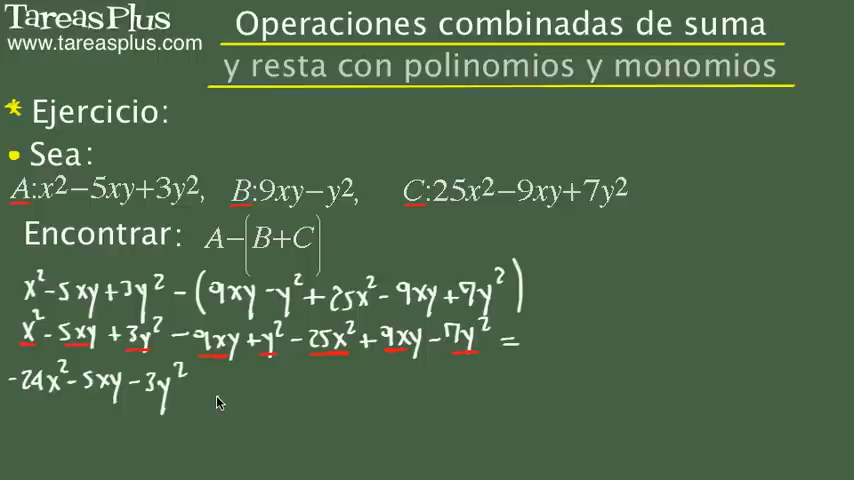 TareasPlus
www.tareasplus.com
Operaciones combinadas de suma
y resta con polinomios y monomios
* Ejercicio:
• Sea:
A:x2−5xy+3y2, B:9xy−y2, C:25x2−9xy+7y2
Encontrar: A−(B+C)
x²-5xy+3y²-(9xy-y²+25x²-9xy+7y²)
x²-5xy+3y²-9xy+y²-25x²+9xy-7y²=
-24x²-5xy-3y²